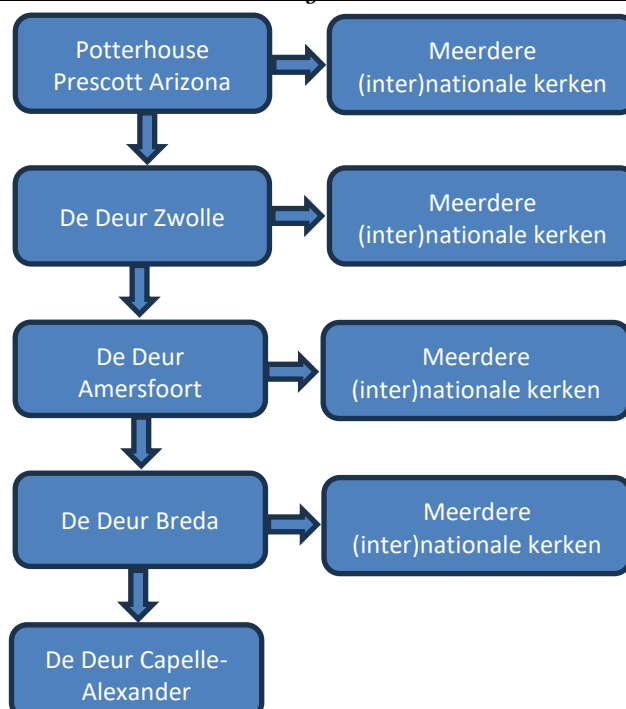 Potterhouse
Prescott Arizona
Meerdere
(inter)nationale kerken
De Deur Zwolle
Meerdere
(inter)nationale kerken
De Deur
Amersfoort
Meerdere
(inter)nationale kerken
De Deur Breda
Meerdere
(inter)nationale kerken
De Deur Capelle-
Alexander